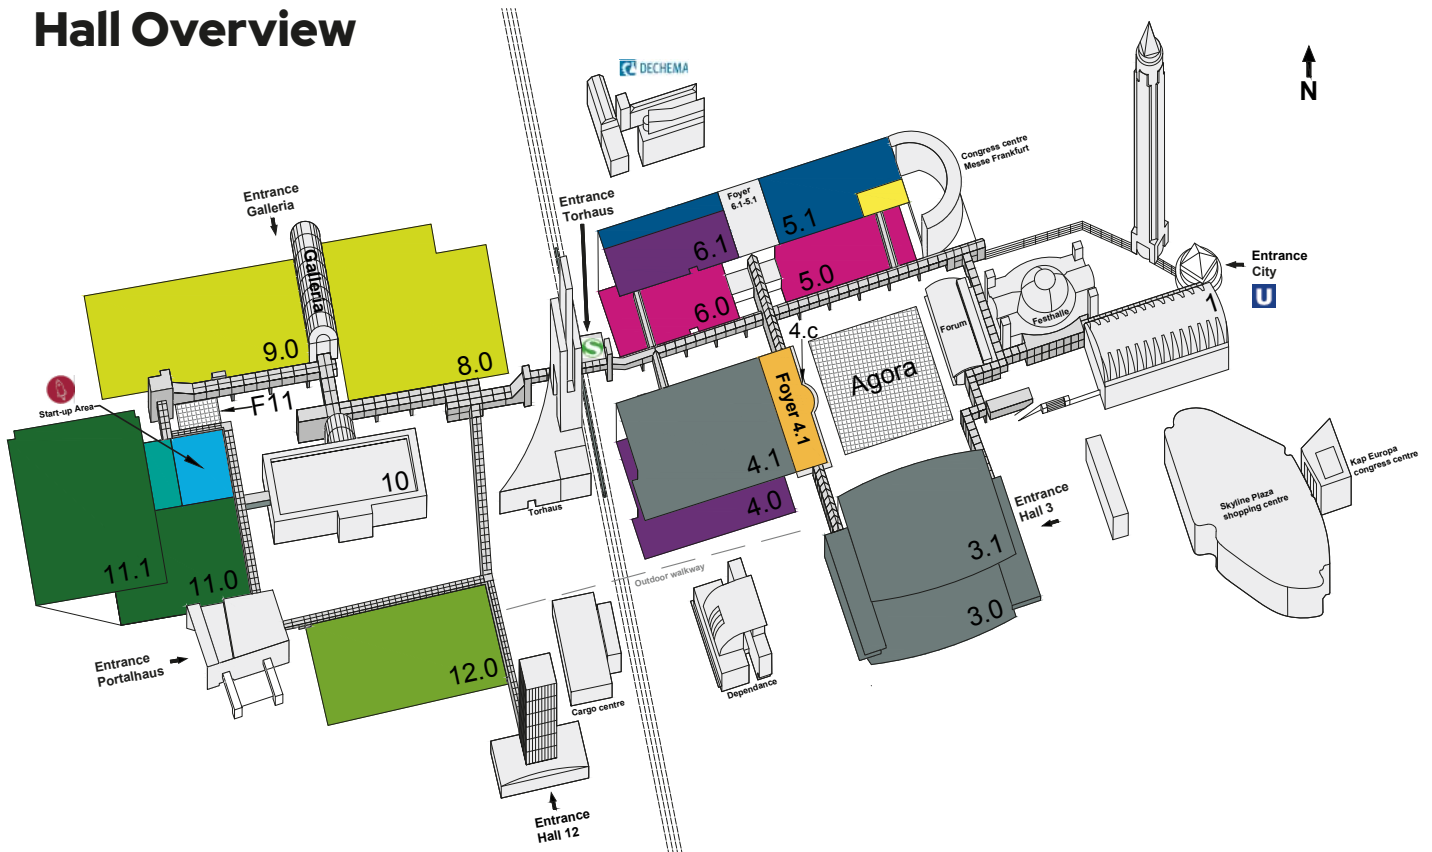 Hall Overview
DECHEMA
N
Congress centre
Messe Frankfurt
Entrance
Galleria
Entrance
Torhaus
Foyer
6.1-5.1
5.1
6.1
5.0
6.0
Galleria
Entrance
City
U
Festhalle
1
Forum
4.c
Agora
S
9.0
8.0
Foyer 4.1
Start-up Area
F11
4.1
4.0
10
Torhaus
Kap Europa
congress centre
Skyline Plaza
shopping centre
Entrance
Hall 3
3.1
3.0
11.1
11.0
Outdoor walkway
Entrance
Portalhaus
12.0
Dependance
Cargo centre
Entrance
Hall 12